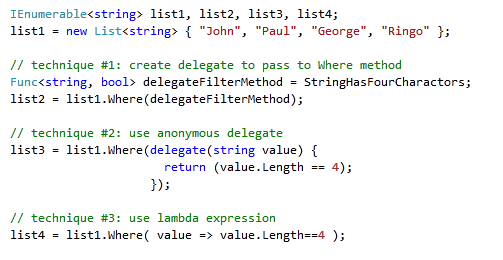 IEnumerable<string> list1, list2, list3, list4;
list1 = new List<string> { "John", "Paul", "George", "Ringo" };
// technique #1: create delegate to pass to Where method
Func<string, bool> delegateFilterMethod = StringHasFourCharactors;
list2 = list1.Where(delegateFilterMethod);
// technique #2: use anonymous delegate
list3 = list1.Where(delegate(string value) {
return (value.Length == 4);
});
// technique #3: use lambda expression
list4 = list1.Where( value => value.Length==4 );